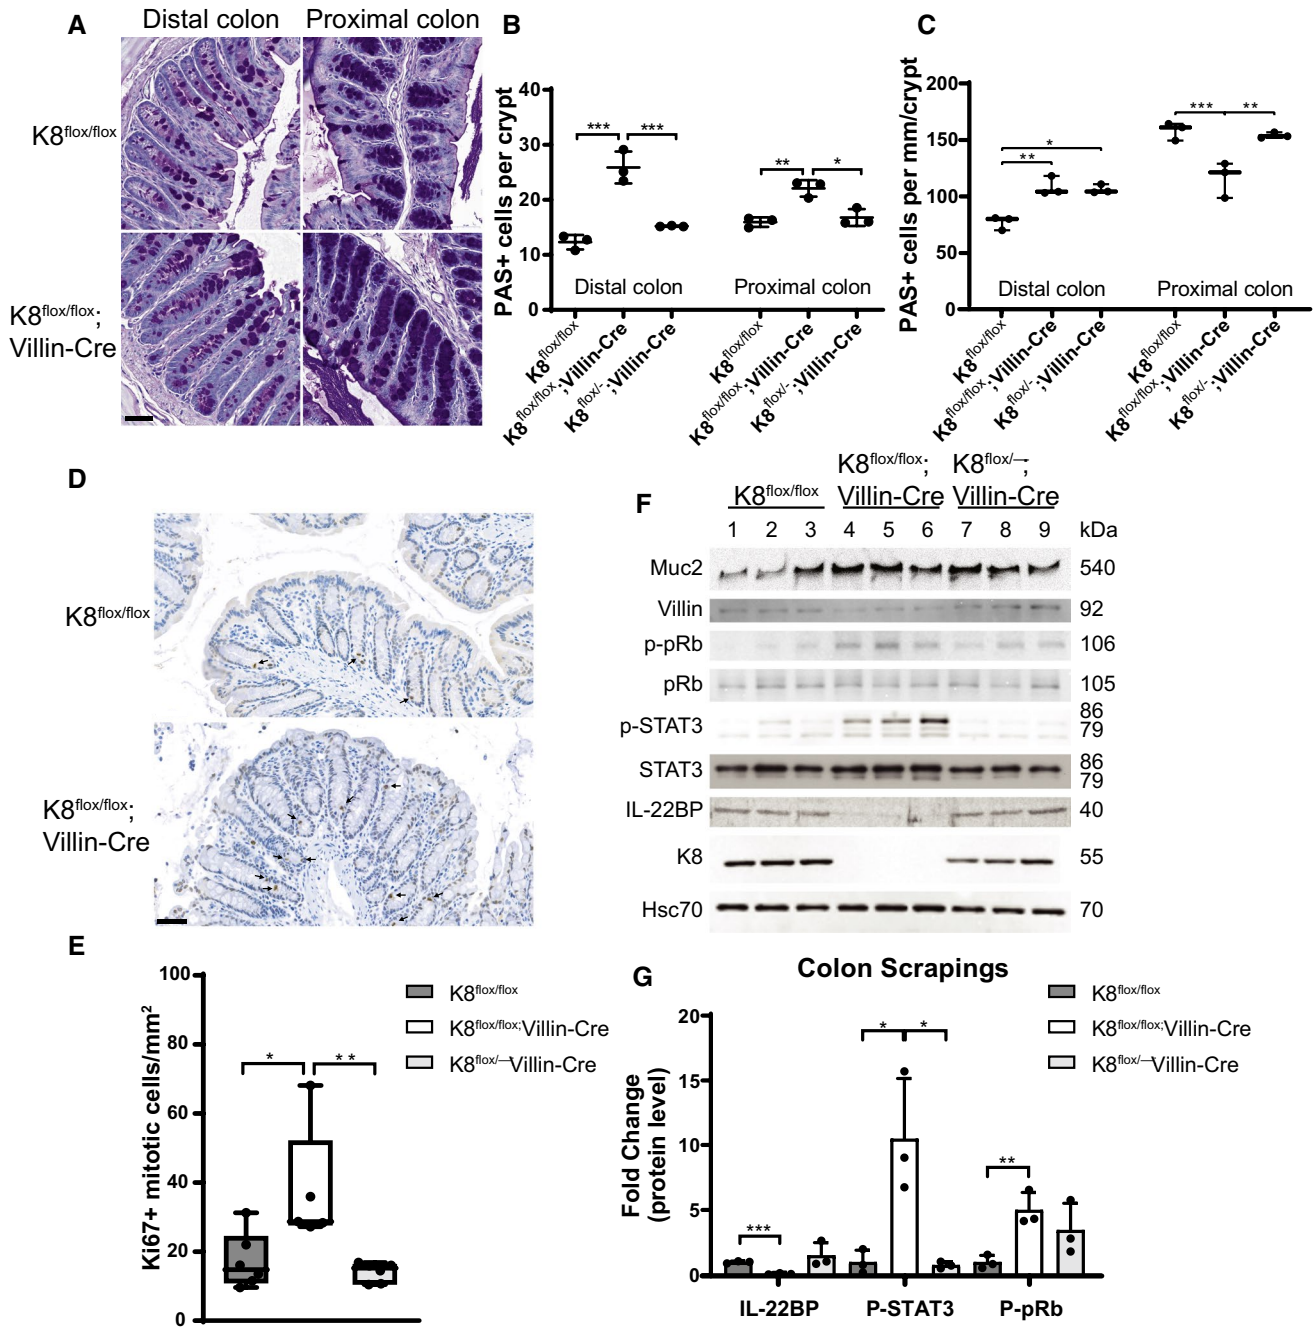 A
Distal colon
Proximal colon
K8flox/flox
K8flox/flox;
Villin-Cre
B
PAS+ cells per crypt
40
30
20
10
0
***
***
**
*
Distal colon
Proximal colon
K8flox/flox
K8flox/flox;Villin-Cre
K8flox/-;Villin-Cre
K8flox/flox
K8flox/flox;Villin-Cre
K8flox/-;Villin-Cre
C
PAS+ cells per mm/crypt
200
150
100
50
0
*
**
***
**
Distal colon
Proximal colon
K8flox/flox
K8flox/flox;Villin-Cre
K8flox/-;Villin-Cre
K8flox/flox
K8flox/flox;Villin-Cre
K8flox/-;Villin-Cre
D
K8flox/flox
K8flox/flox;
Villin-Cre
E
Ki67+ mitotic cells/mm2
100
80
60
40
20
0
*
**
K8flox/flox
K8flox/flox;Villin-Cre
K8flox/—Villin-Cre
F
K8flox/flox
K8flox/flox;
Villin-Cre
K8flox/—;
Villin-Cre
1 2 3 4 5 6 7 8 9 kDa
Muc2 540
Villin 92
p-pRb 106
pRb 105
p-STAT3 86
79
STAT3 86
79
IL-22BP 40
K8 55
Hsc70 70
G
Colon Scrapings
Fold Change
(protein level)
20
15
10
5
0
***
*
*
**
IL-22BP
P-STAT3
P-pRb
K8flox/flox
K8flox/flox;Villin-Cre
K8flox/—Villin-Cre